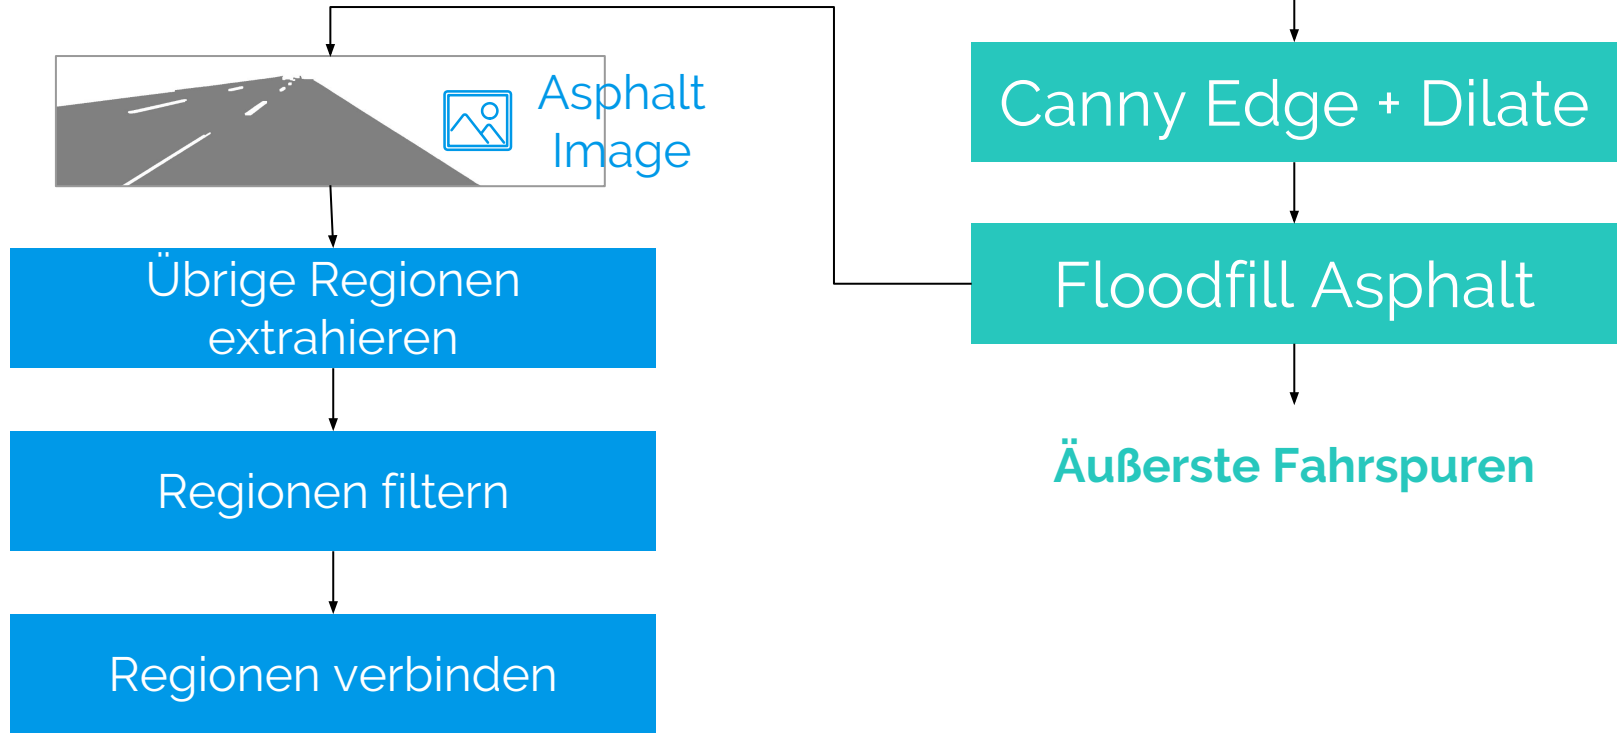 Asphalt
Image
Übrige Regionen
extrahieren
Regionen filtern
Regionen verbinden
Canny Edge + Dilate
Floodfill Asphalt
Äußerste Fahrspuren